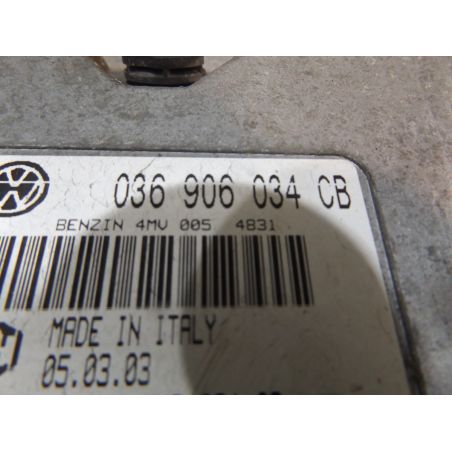 036 906 034 CB
BENZIN 4MV 005 4831
MADE IN ITALY
05.03.03